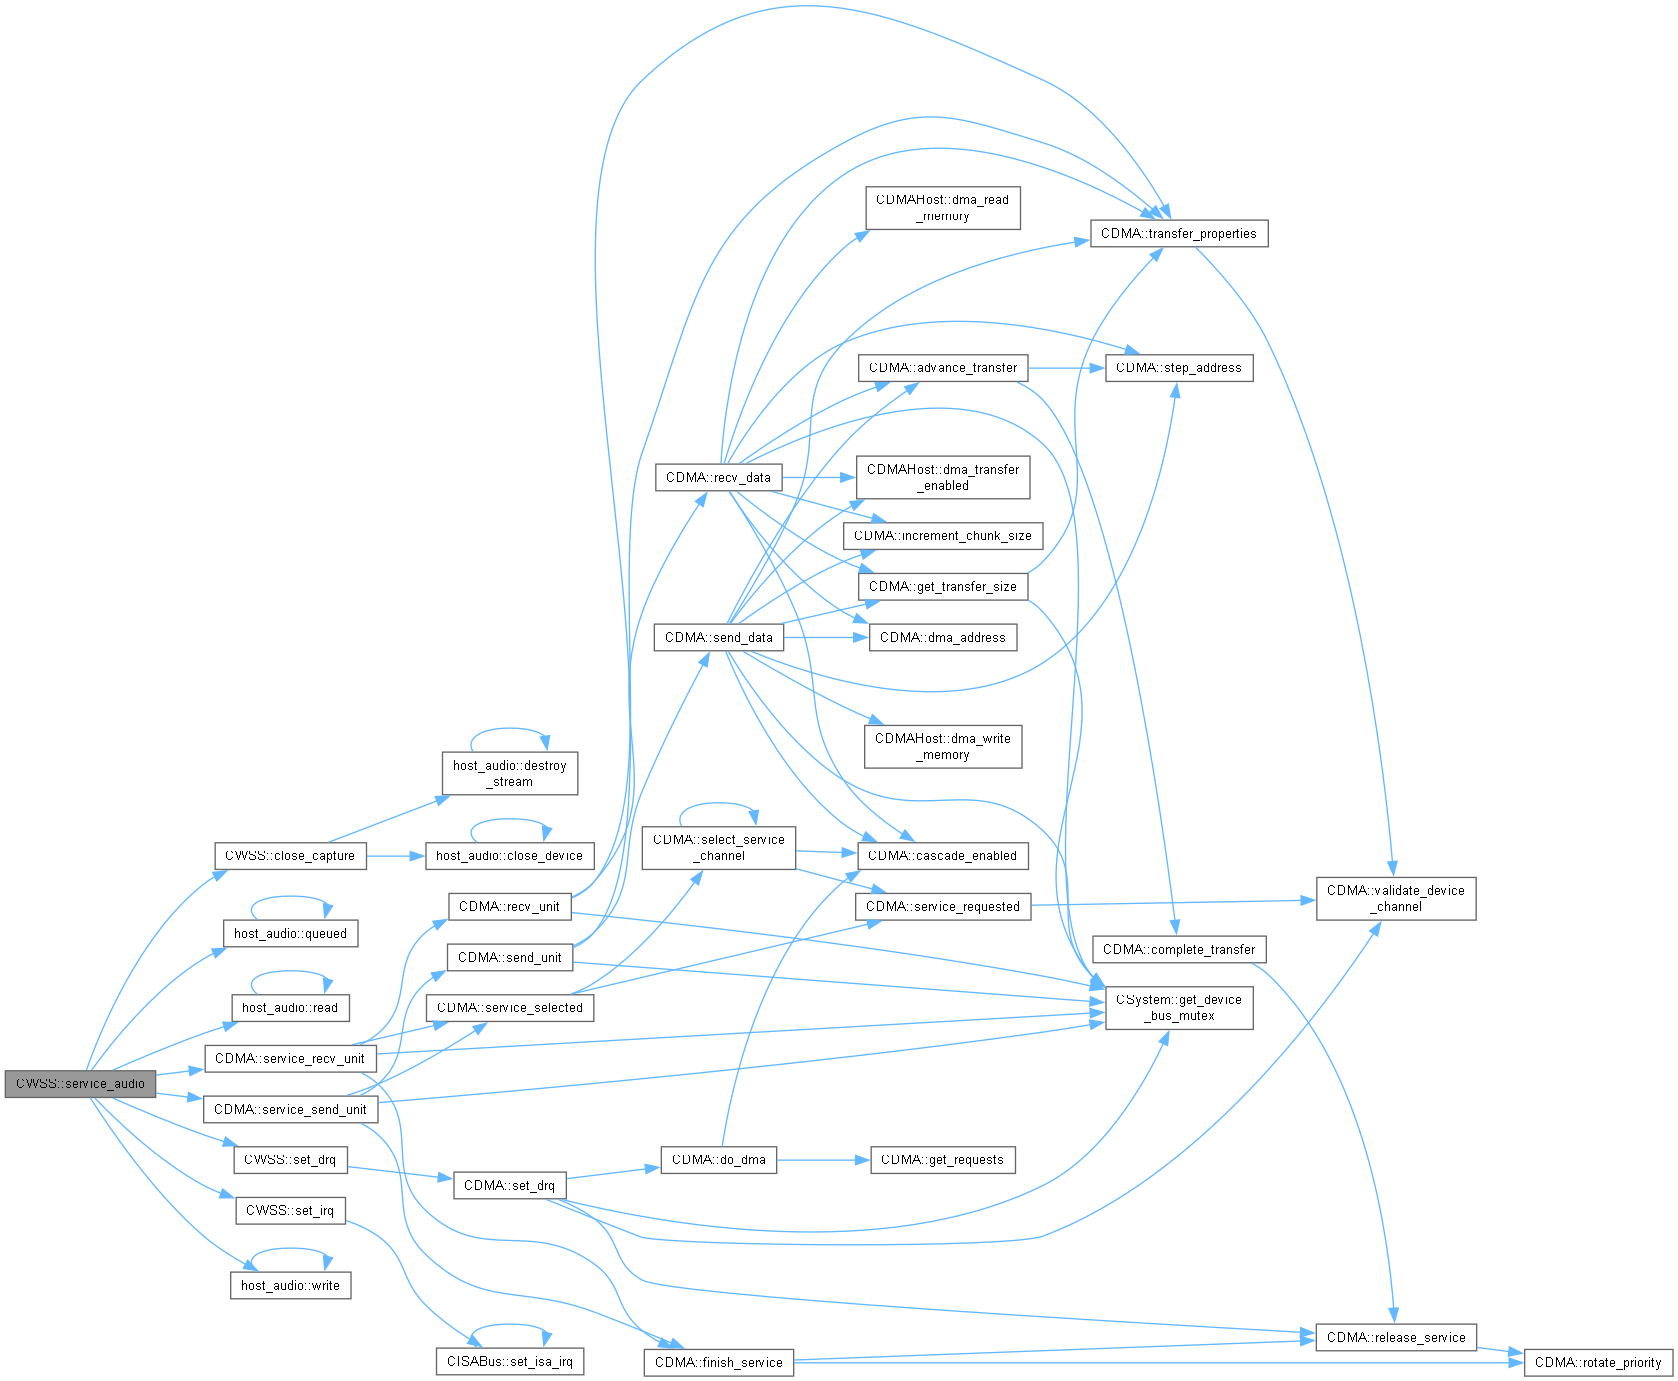 CDMAHost::dma_read
_memory
CDMA::transfer_properties
CDMA::advance_transfer
CDMA::step_address
CDMA::recv_data
CDMAHost::dma_transfer
_enabled
CDMA::increment_chunk_size
CDMA::get_transfer_size
CDMA::send_data
CDMA::dma_address
CDMAHost::dma_write
_memory
host_audio::destroy
_stream
CDMA::select_service
_channel
CWSS::close_capture
host_audio::close_device
CDMA::cascade_enabled
CDMA::validate_device
_channel
CDMA::recv_unit
CDMA::service_requested
host_audio::queued
CDMA::send_unit
CDMA::complete_transfer
host_audio::read
CDMA::service_selected
CSystem::get_device
_bus_mutex
CDMA::service_recv_unit
CWSS::service_audio
CDMA::service_send_unit
CWSS::set_drq
CDMA::do_dma
CDMA::get_requests
CDMA::set_drq
CWSS::set_irq
host_audio::write
CDMA::release_service
CISABus::set_isa_irq
CDMA::finish_service
CDMA::rotate_priority